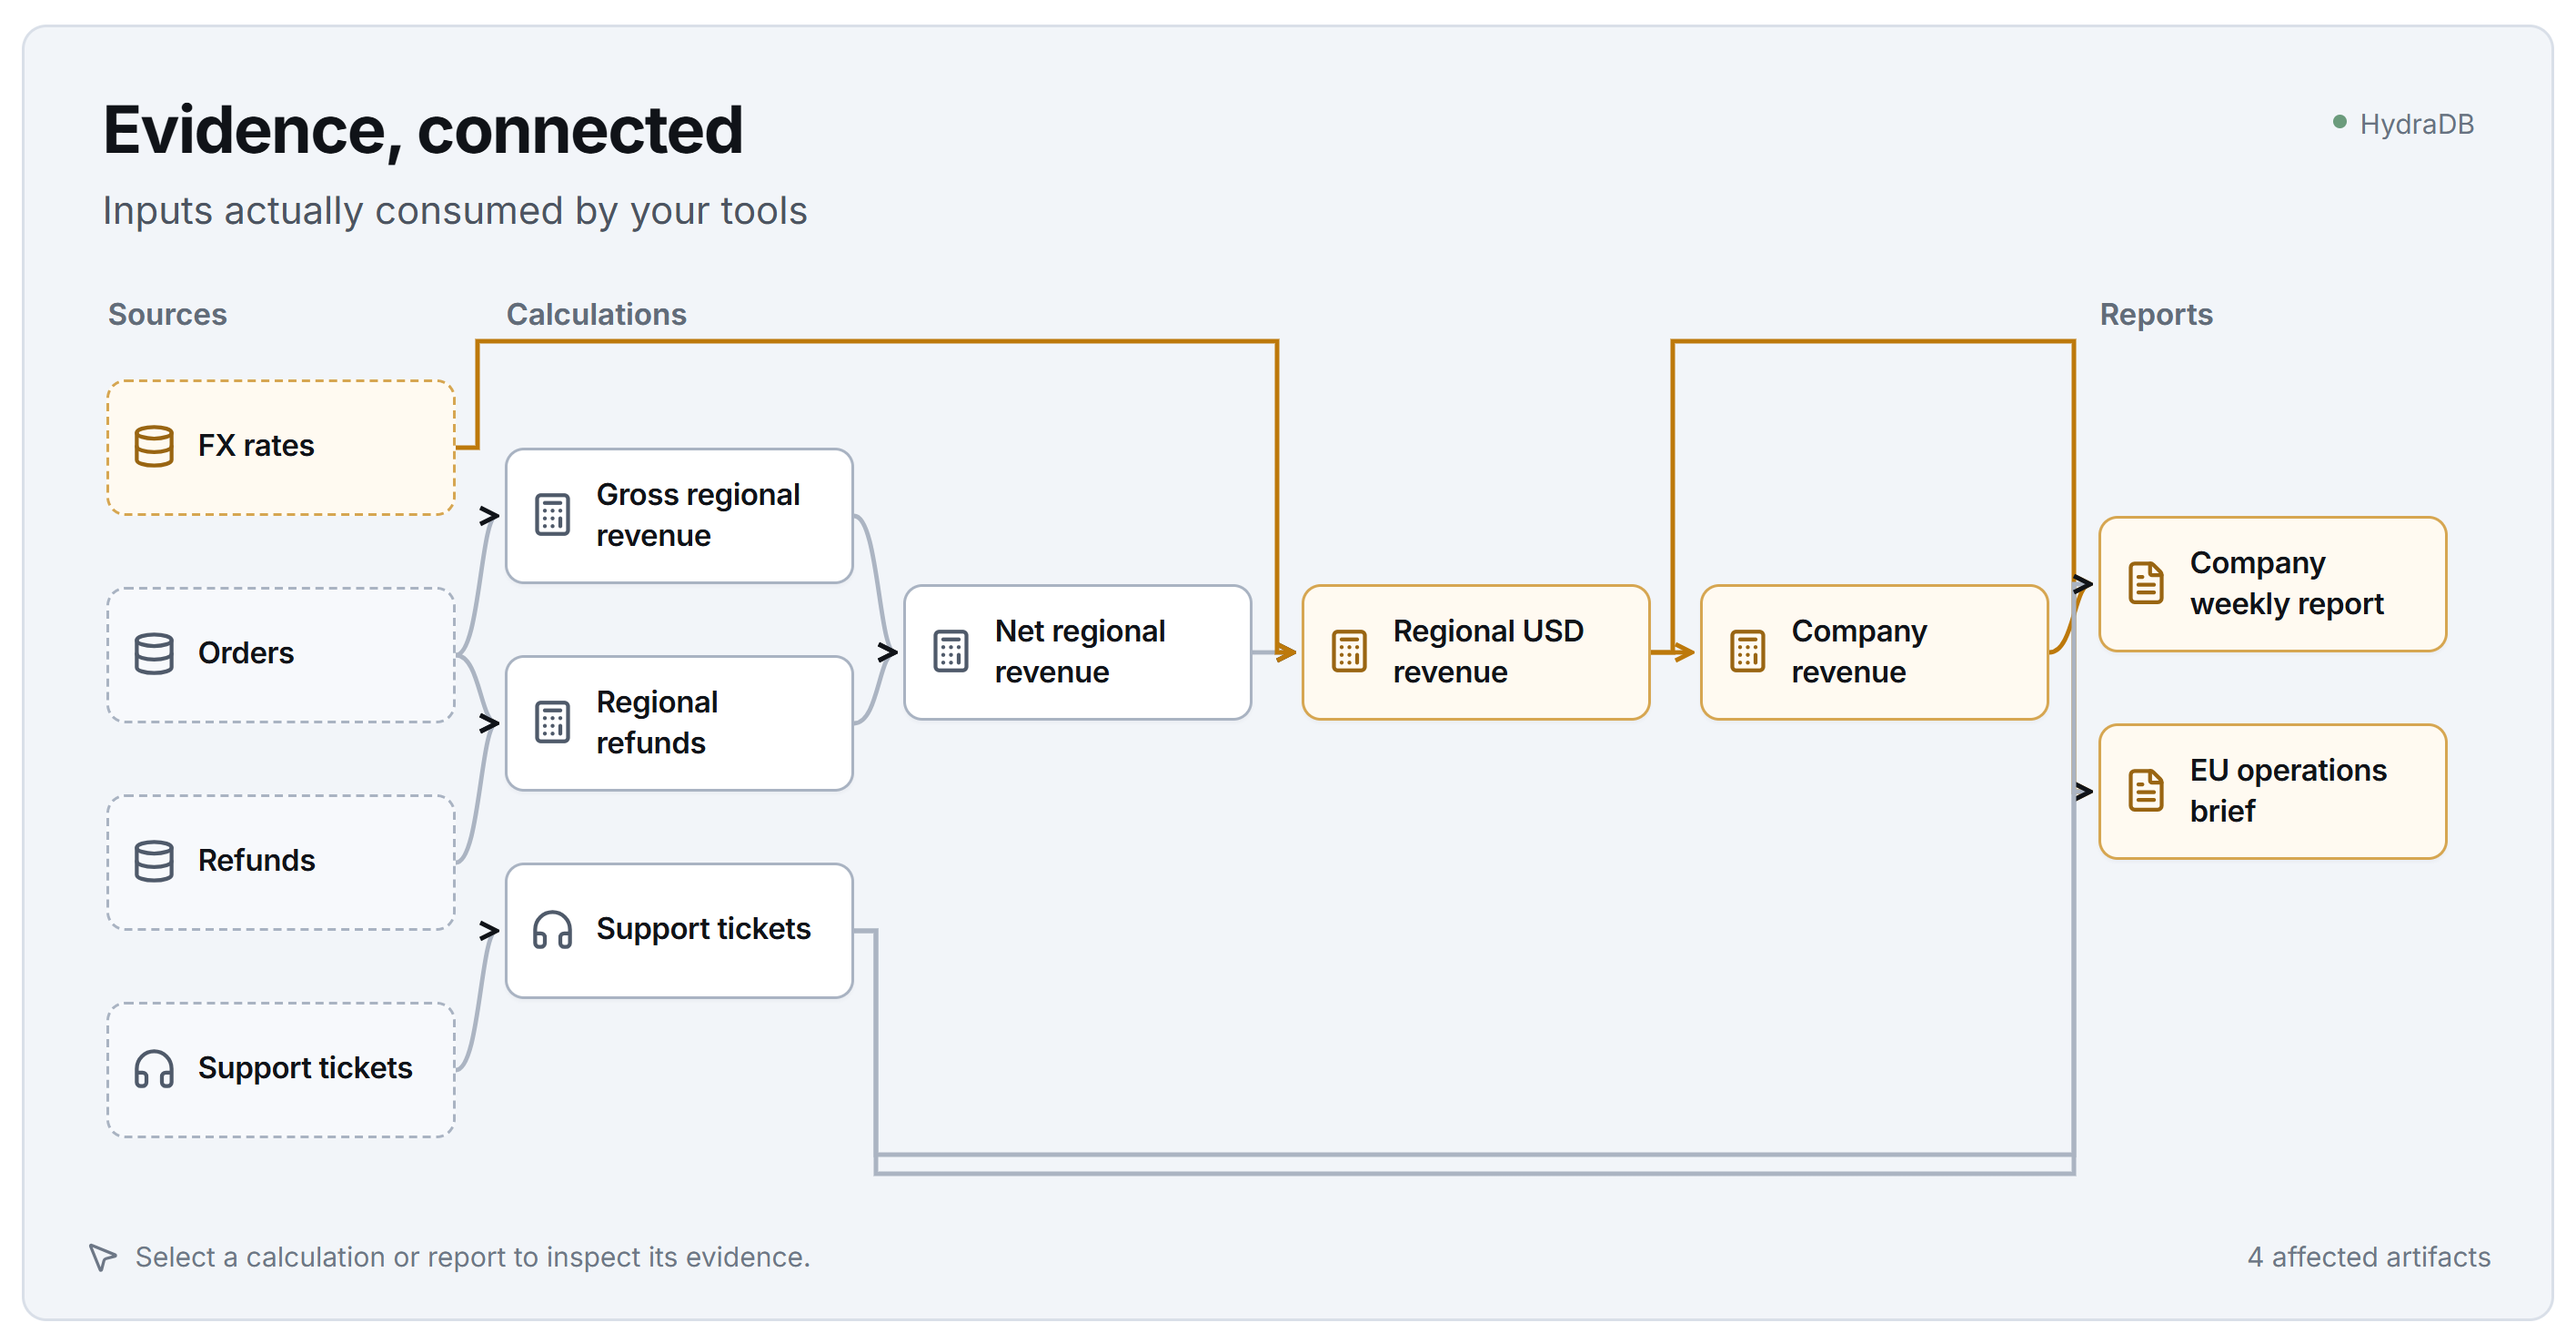 Evidence, connected
HydraDB
Inputs actually consumed by your tools
Sources
Calculations
Reports
FX rates
Orders
Refunds
Support tickets
Gross regional
revenue
Regional
refunds
Support tickets
Net regional
revenue
Regional USD
revenue
Company
revenue
Company
weekly report
EU operations
brief
Select a calculation or report to inspect its evidence.
4 affected artifacts